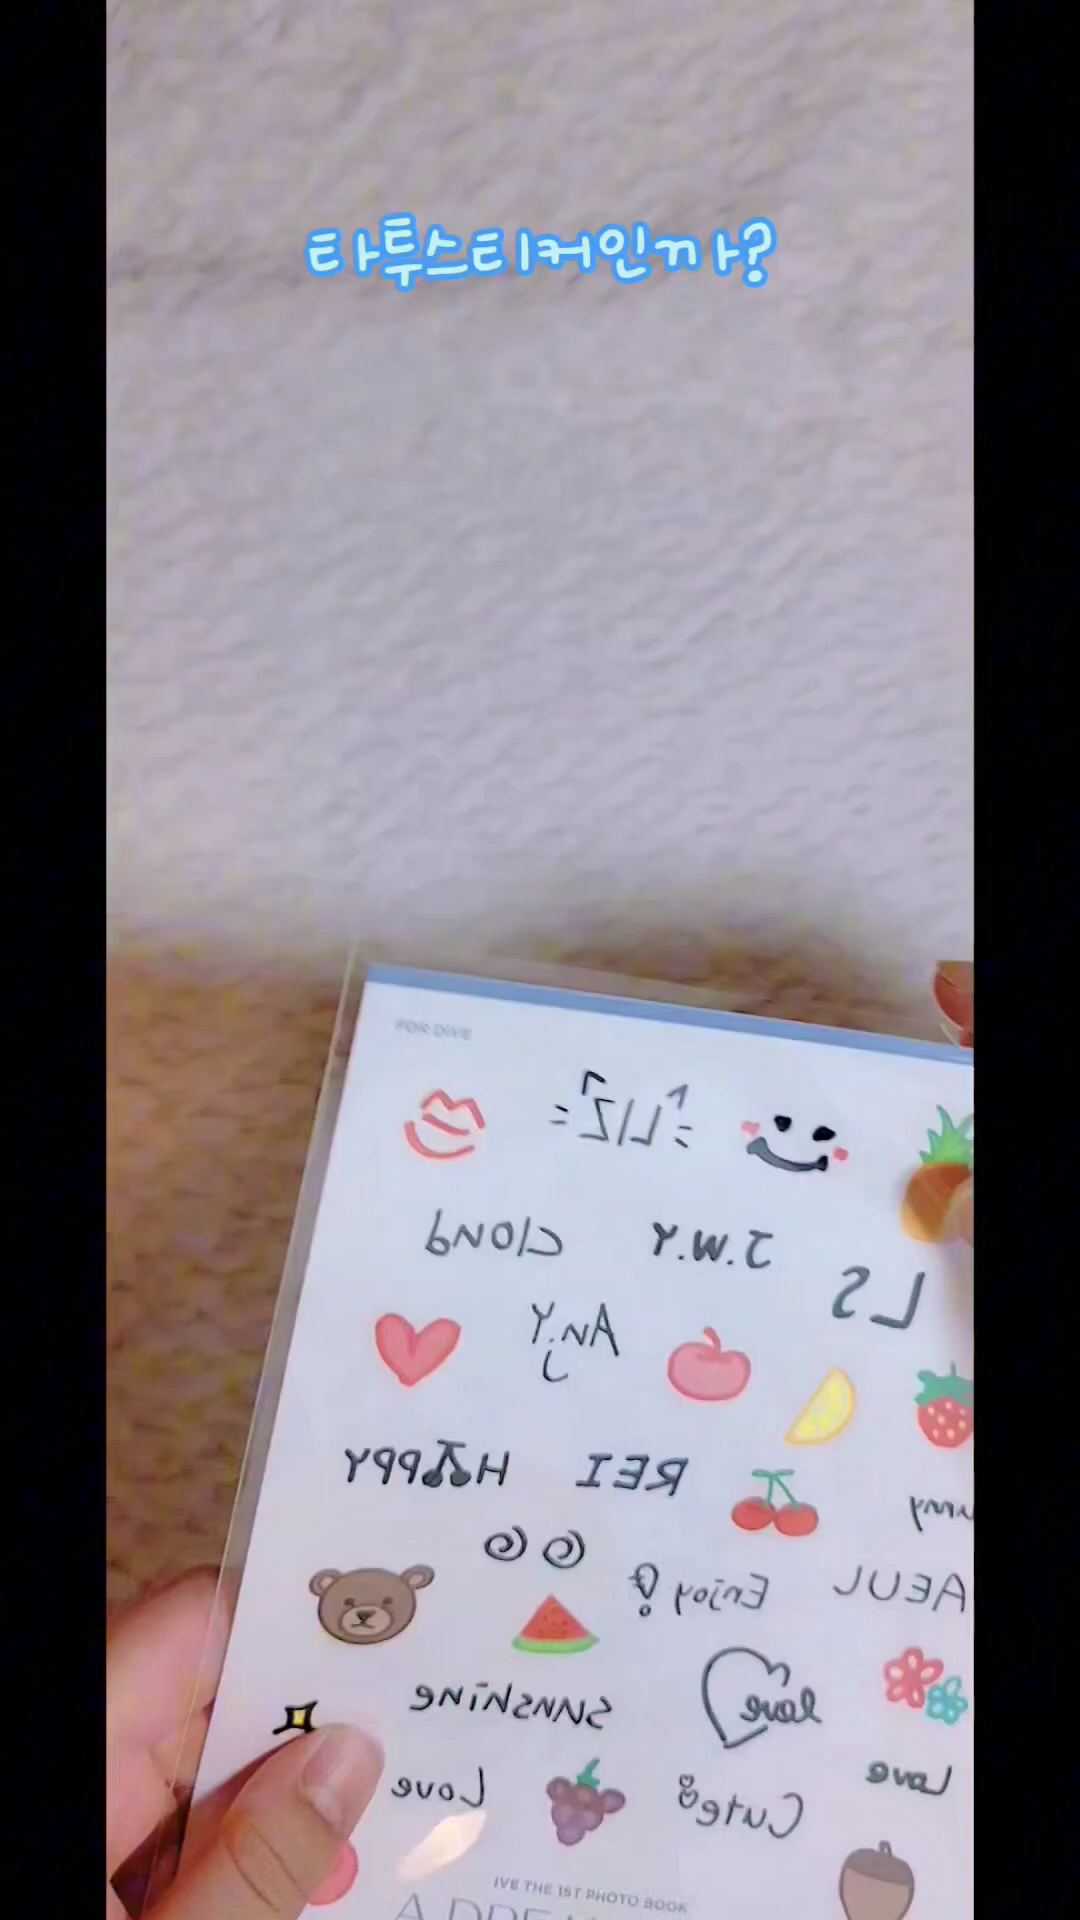 타투스티커인까?
FOR DIVE
LIZ
cloud
J.W.Y
LS
An.Y
HAPPY
REI
Enjoy
AEUL
sunshine
love
Love
Love
Cute
IVE THE 1ST PHOTO BOOK